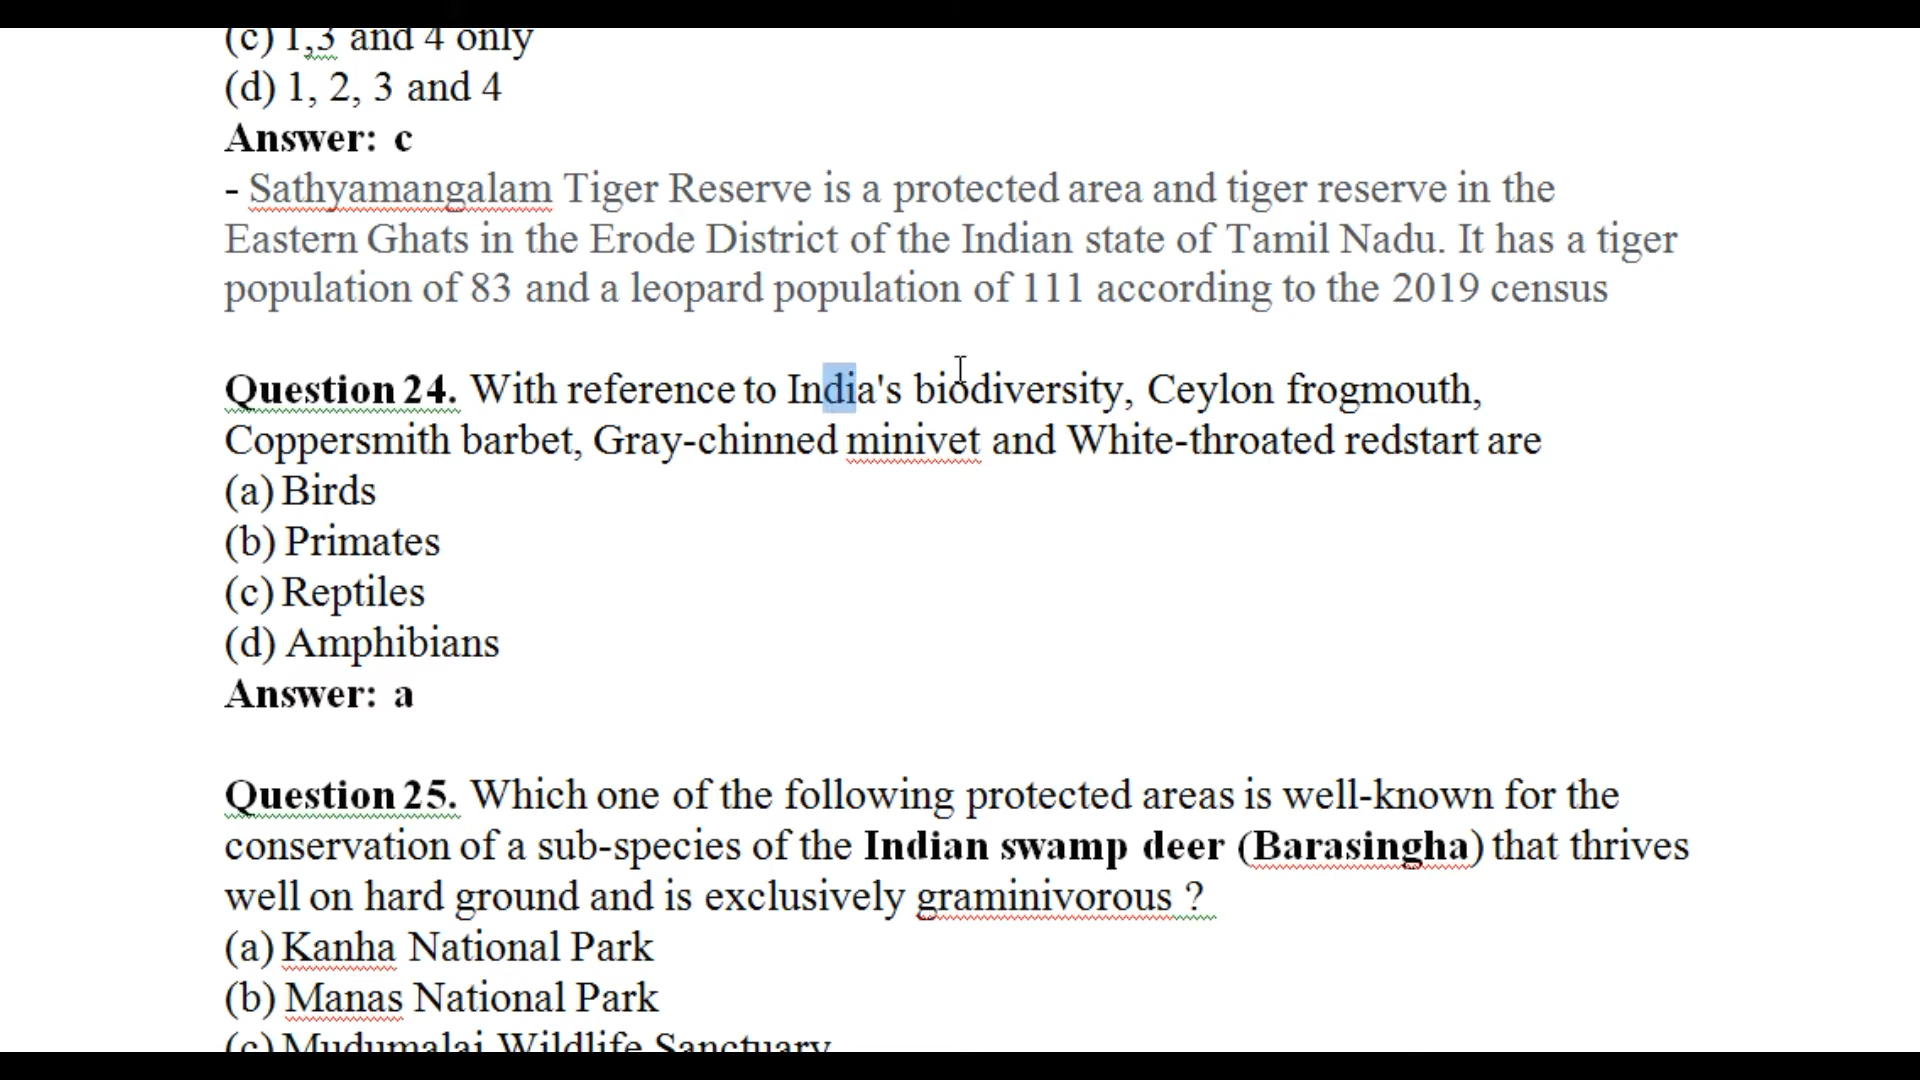 (c) 1,3 and 4 only
(d) 1, 2, 3 and 4
Answer: c
- Sathyamangalam Tiger Reserve is a protected area and tiger reserve in the
Eastern Ghats in the Erode District of the Indian state of Tamil Nadu. It has a tiger
population of 83 and a leopard population of 111 according to the 2019 census
Question 24. With reference to India's biodiversity, Ceylon frogmouth,
Coppersmith barbet, Gray-chinned minivet and White-throated redstart are
(a) Birds
(b) Primates
(c) Reptiles
(d) Amphibians
Answer: a
Question 25. Which one of the following protected areas is well-known for the
conservation of a sub-species of the Indian swamp deer (Barasingha) that thrives
well on hard ground and is exclusively graminivorous ?
(a) Kanha National Park
(b) Manas National Park
(c) Mudumalai Wildlife Sanctuary